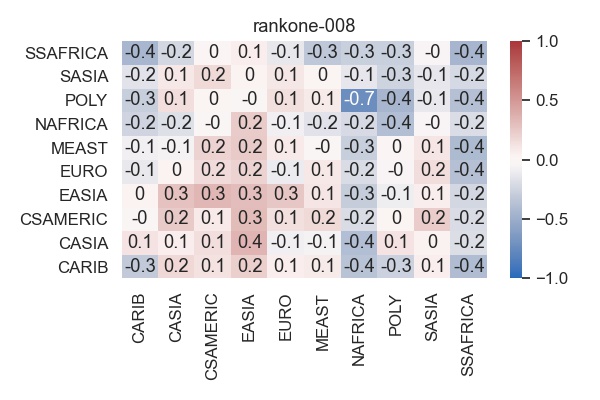 rankone-008
SSAFRICA -0.4 -0.2 0 0.1 -0.1 -0.3 -0.3 -0.3 -0 -0.4
SASIA -0.2 0.1 0.2 0 0.1 0 -0.1 -0.3 -0.1 -0.2
POLY -0.3 0.1 0 -0 0.1 0.1 -0.7 -0.4 -0.1 -0.4
NAFRICA -0.2 -0.2 -0 0.2 -0.1 -0.2 -0.2 -0.4 -0 -0.2
MEAST -0.1 -0.1 0.2 0.2 0.1 -0 -0.3 0 0.1 -0.4
EURO -0.1 0 0.2 0.2 -0.1 0.1 -0.2 -0 0.2 -0.4
EASIA 0 0.3 0.3 0.3 0.3 0.1 -0.3 -0.1 0.1 -0.2
CSAMERIC -0 0.2 0.1 0.3 0.1 0.2 -0.2 0 0.2 -0.2
CASIA 0.1 0.1 0.1 0.4 -0.1 -0.1 -0.4 0.1 0 -0.2
CARIB -0.3 0.2 0.1 0.2 0.1 0.1 -0.4 -0.3 0.1 -0.4
CARIB CASIA CSAMERIC EASIA EURO MEAST NAFRICA POLY SASIA SSAFRICA
1.0
0.5
0.0
−0.5
−1.0